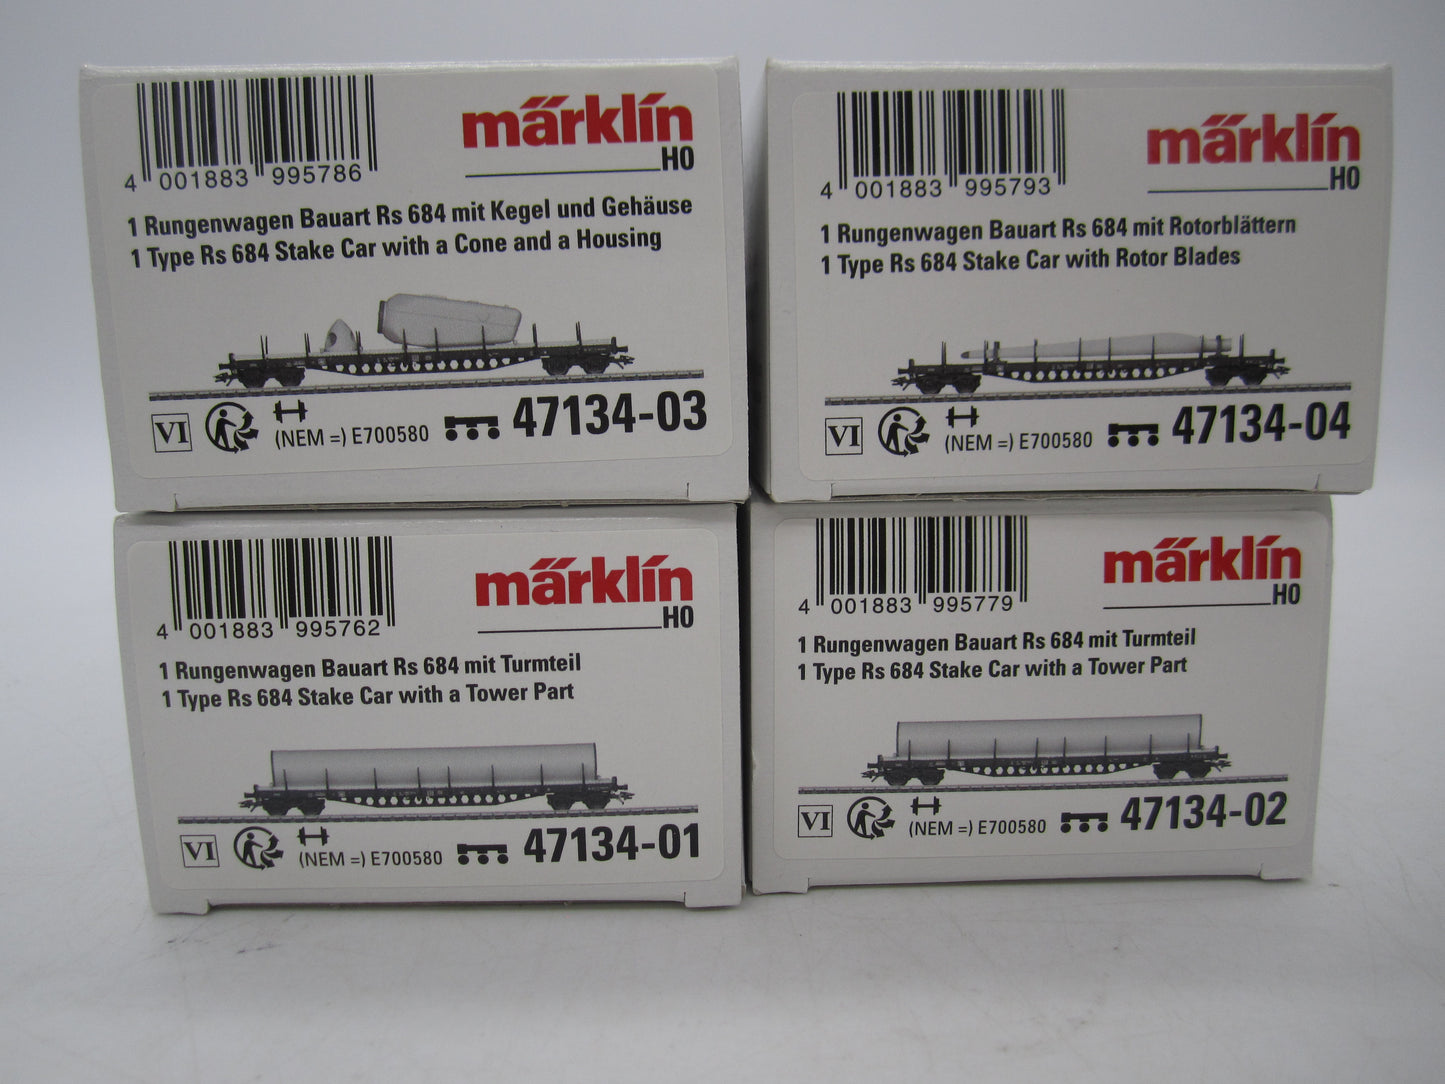 märklin
H0
4 001883 995786
1 Rungenwagen Bauart Rs 684 mit Kegel und Gehäuse
1 Type Rs 684 Stake Car with a Cone and a Housing
VI
(NEM =) E700580
47134-03
märklin
H0
4 001883 995793
1 Rungenwagen Bauart Rs 684 mit Rotorblättern
1 Type Rs 684 Stake Car with Rotor Blades
VI
(NEM =) E700580
47134-04
märklin
H0
4 001883 995762
1 Rungenwagen Bauart Rs 684 mit Turmteil
1 Type Rs 684 Stake Car with a Tower Part
VI
(NEM =) E700580
47134-01
märklin
H0
4 001883 995779
1 Rungenwagen Bauart Rs 684 mit Turmteil
1 Type Rs 684 Stake Car with a Tower Part
VI
(NEM =) E700580
47134-02